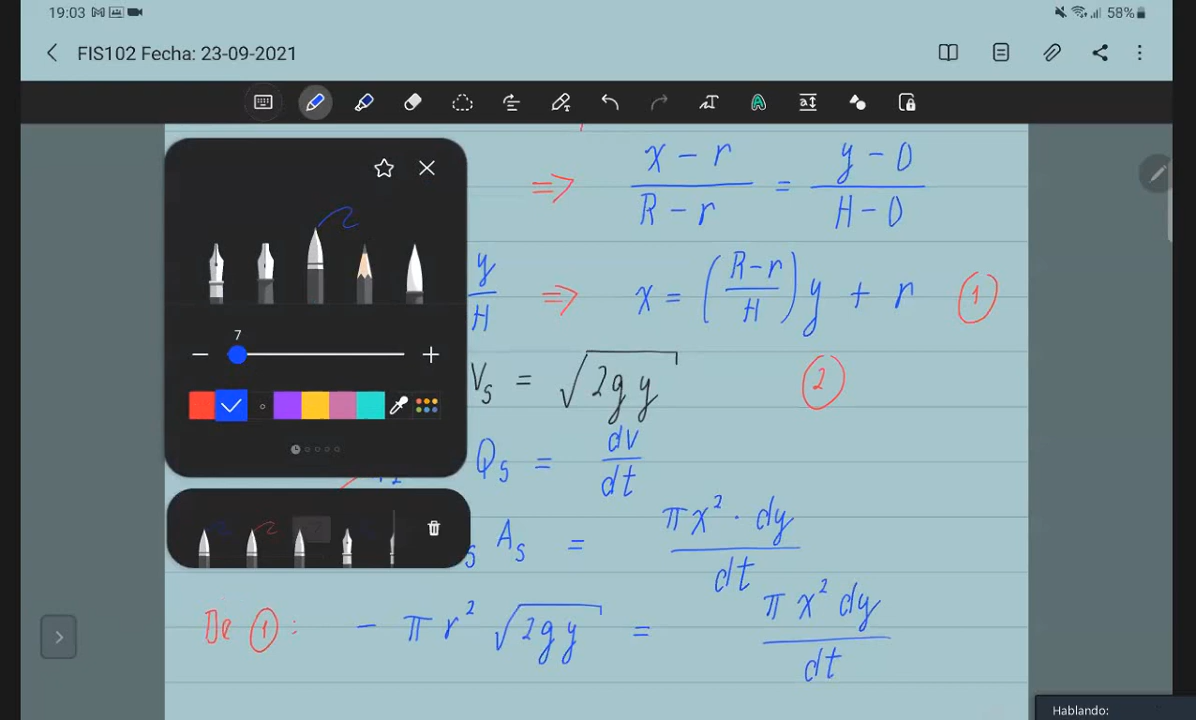 19:03 58%
FIS102 Fecha: 23-09-2021
x - r / R - r = y - 0 / H - 0
⇒
y / H ⇒ x = (R-r / H) y + r ①
7
Vs = √2gy ②
Qs = dv / dt
s As = πx² · dy / dt
De ①: - πr² √2gy = πx² dy / dt
Hablando: